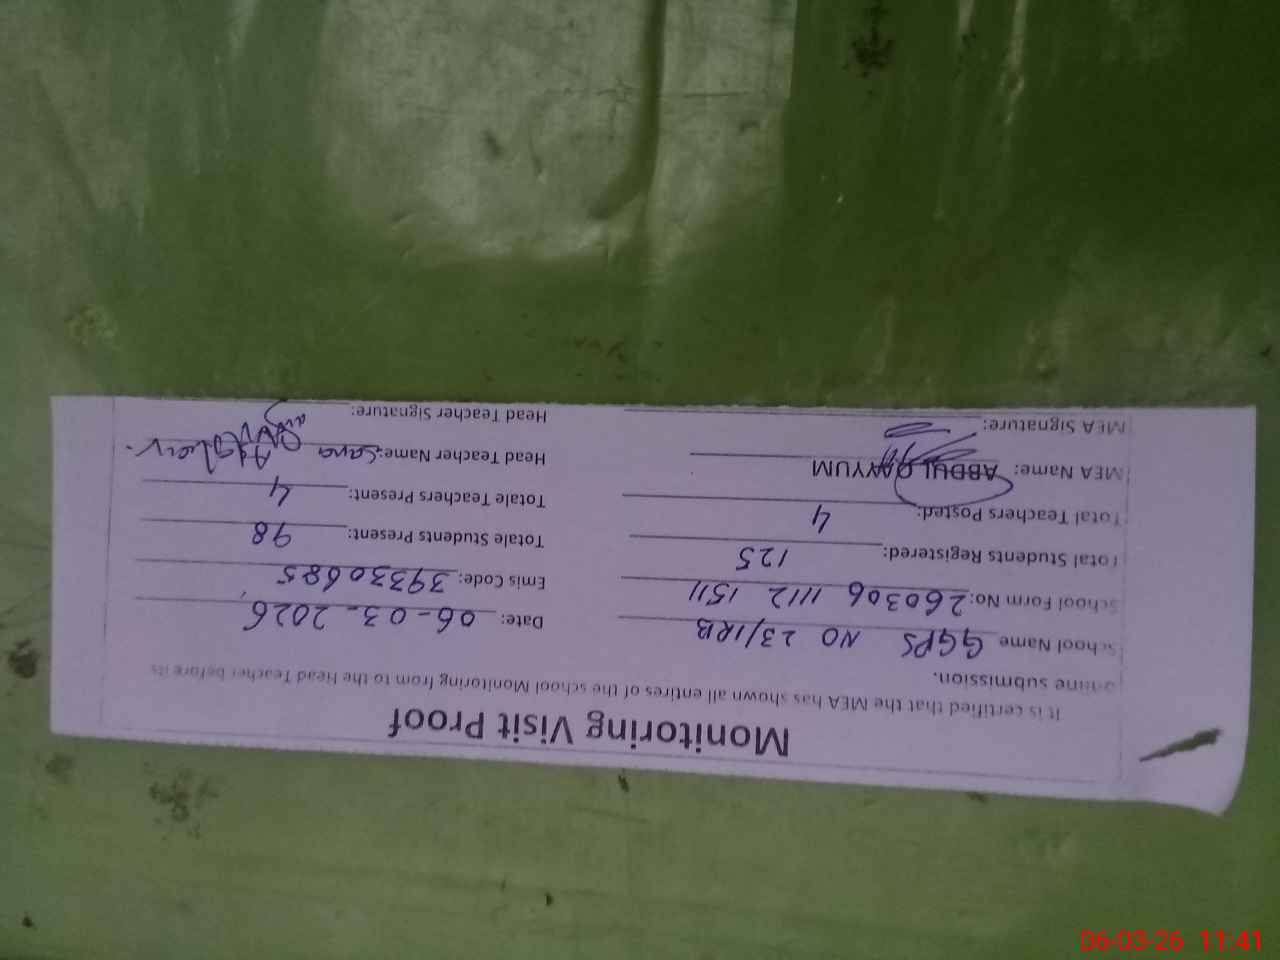 Monitoring Visit Proof
It is certified that the MEA has shown all entires of the school Monitoring from to the Head Teacher before its
online submission.
School Name GGPS NO 23/1RB Date: 06-03-2026
School Form No: 260306 1112 1511 Emis Code: 39330685
Total Students Registered: 125 Totale Students Present: 98
Total Teachers Posted: 4 Totale Teachers Present: 4
MEA Name: ABDUL QAYYUM Head Teacher Name: Sana
MEA Signature: Head Teacher Signature:
06-03-26 11:41